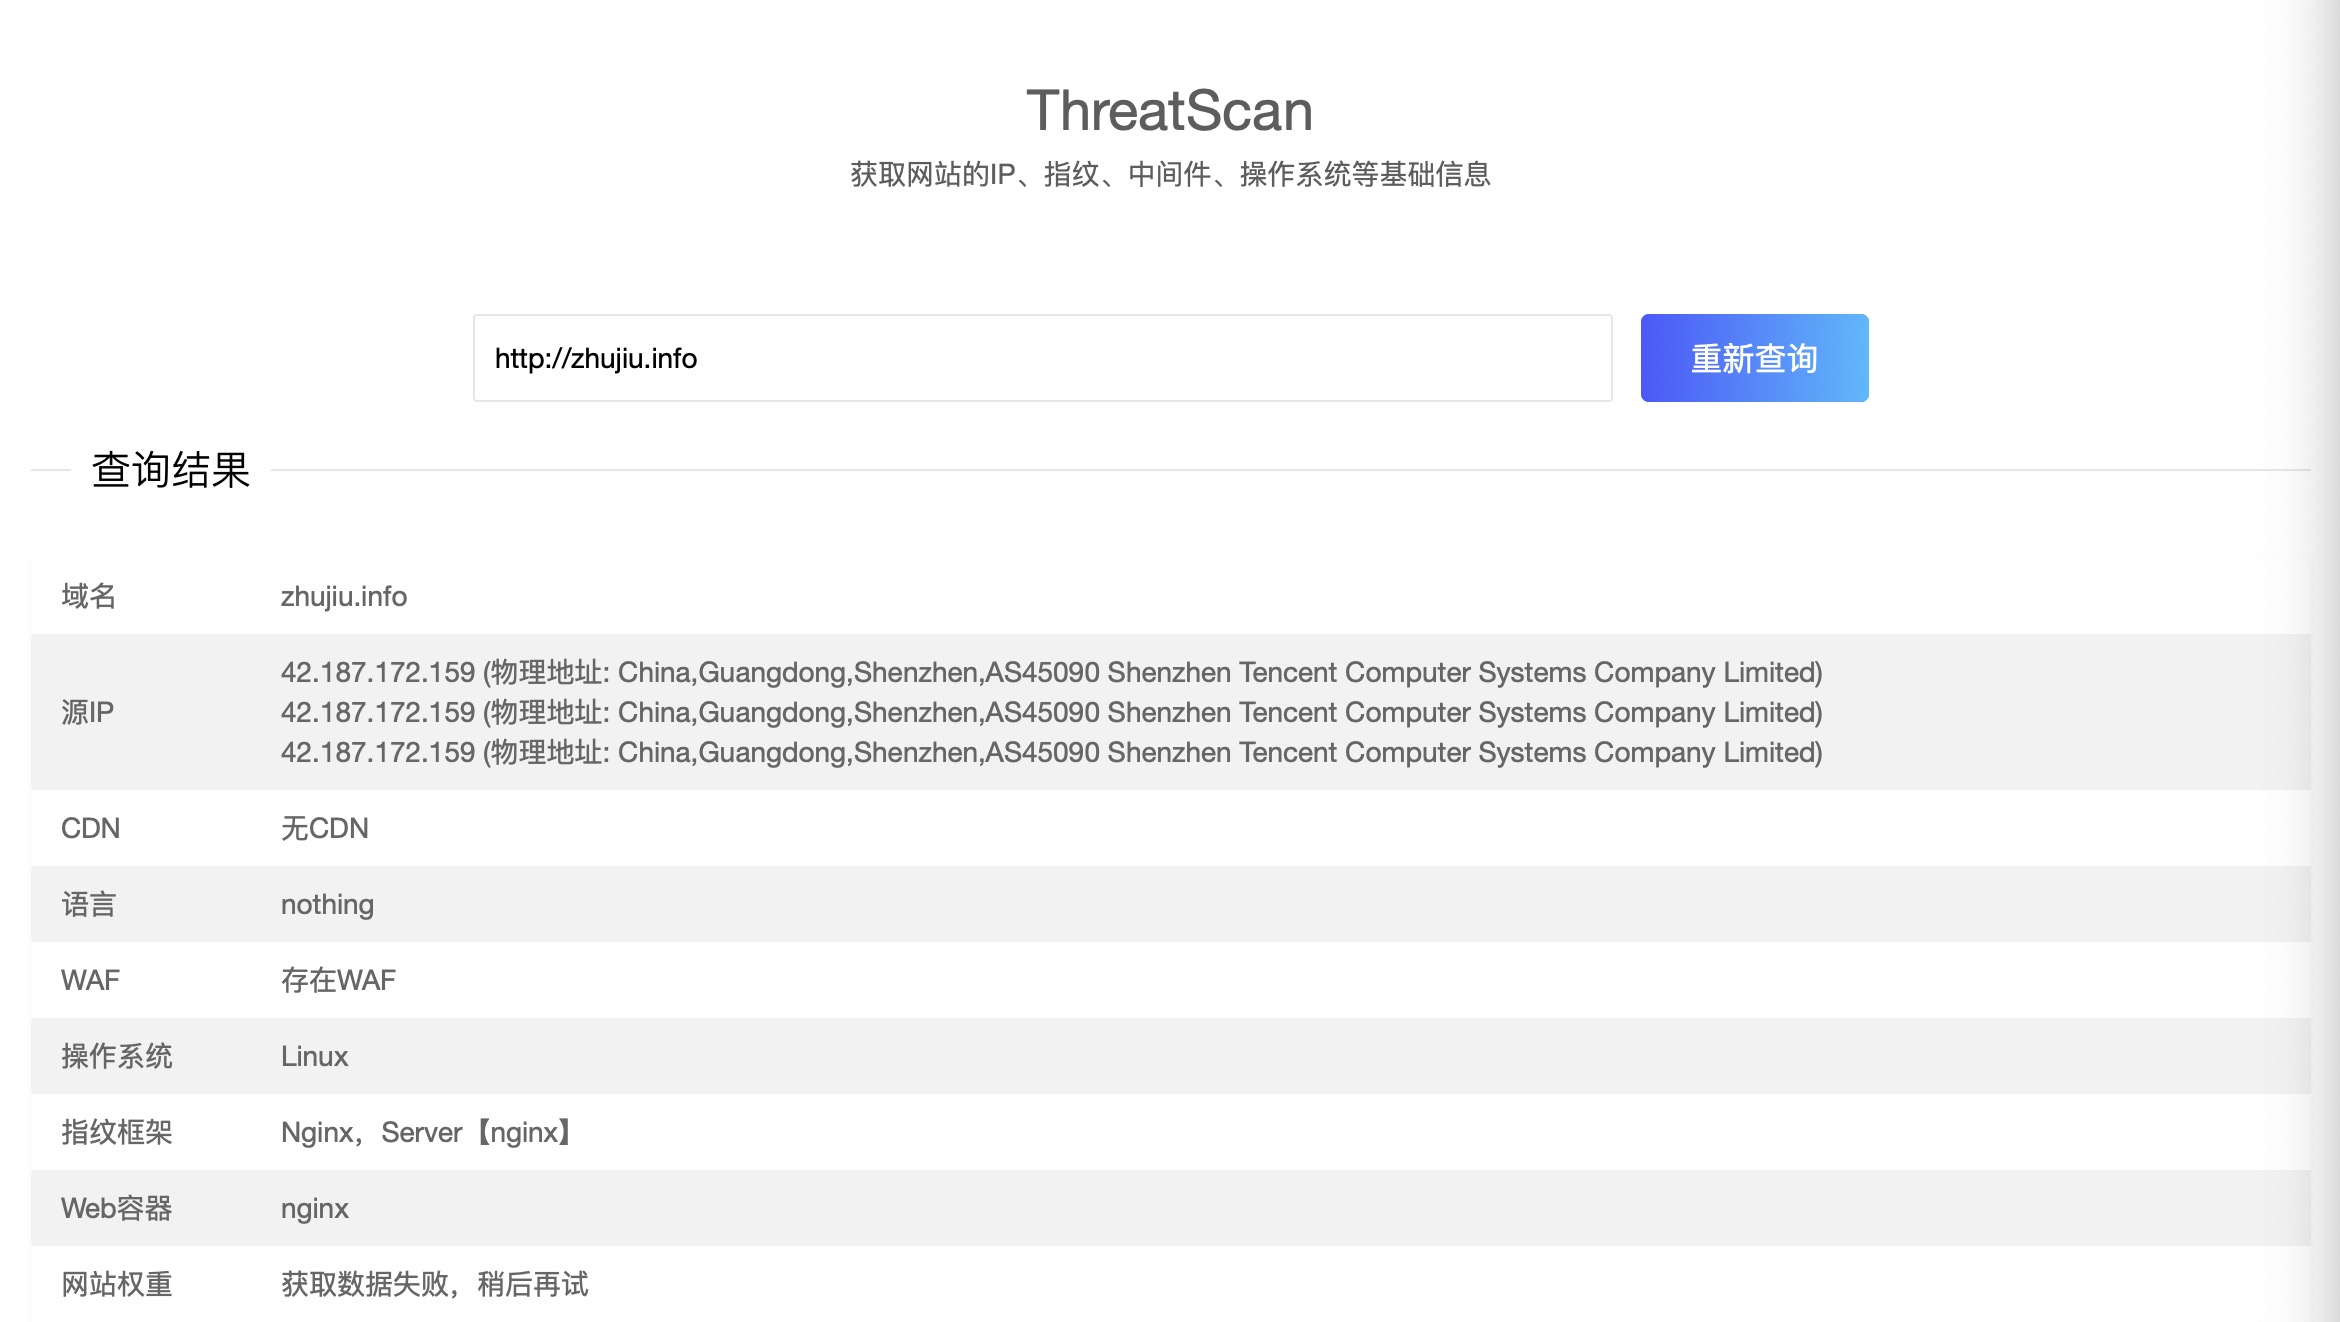 ThreatScan
获取网站的IP、指纹、中间件、操作系统等基础信息
http://zhujiu.info
重新查询
查询结果
域名 zhujiu.info
源IP 42.187.172.159 (物理地址: China,Guangdong,Shenzhen,AS45090 Shenzhen Tencent Computer Systems Company Limited)
42.187.172.159 (物理地址: China,Guangdong,Shenzhen,AS45090 Shenzhen Tencent Computer Systems Company Limited)
42.187.172.159 (物理地址: China,Guangdong,Shenzhen,AS45090 Shenzhen Tencent Computer Systems Company Limited)
CDN 无CDN
语言 nothing
WAF 存在WAF
操作系统 Linux
指纹框架 Nginx，Server【nginx】
Web容器 nginx
网站权重 获取数据失败，稍后再试